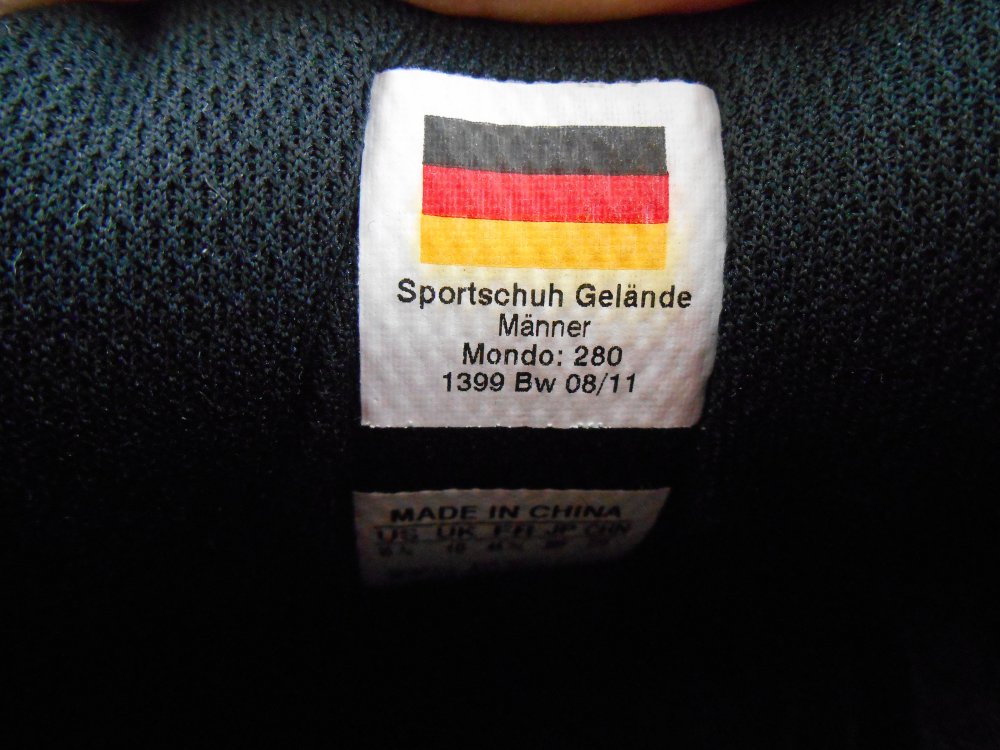 Sportschuh Gelände
Männer
Mondo: 280
1399 Bw 08/11
MADE IN CHINA
US UK FR JP CHN